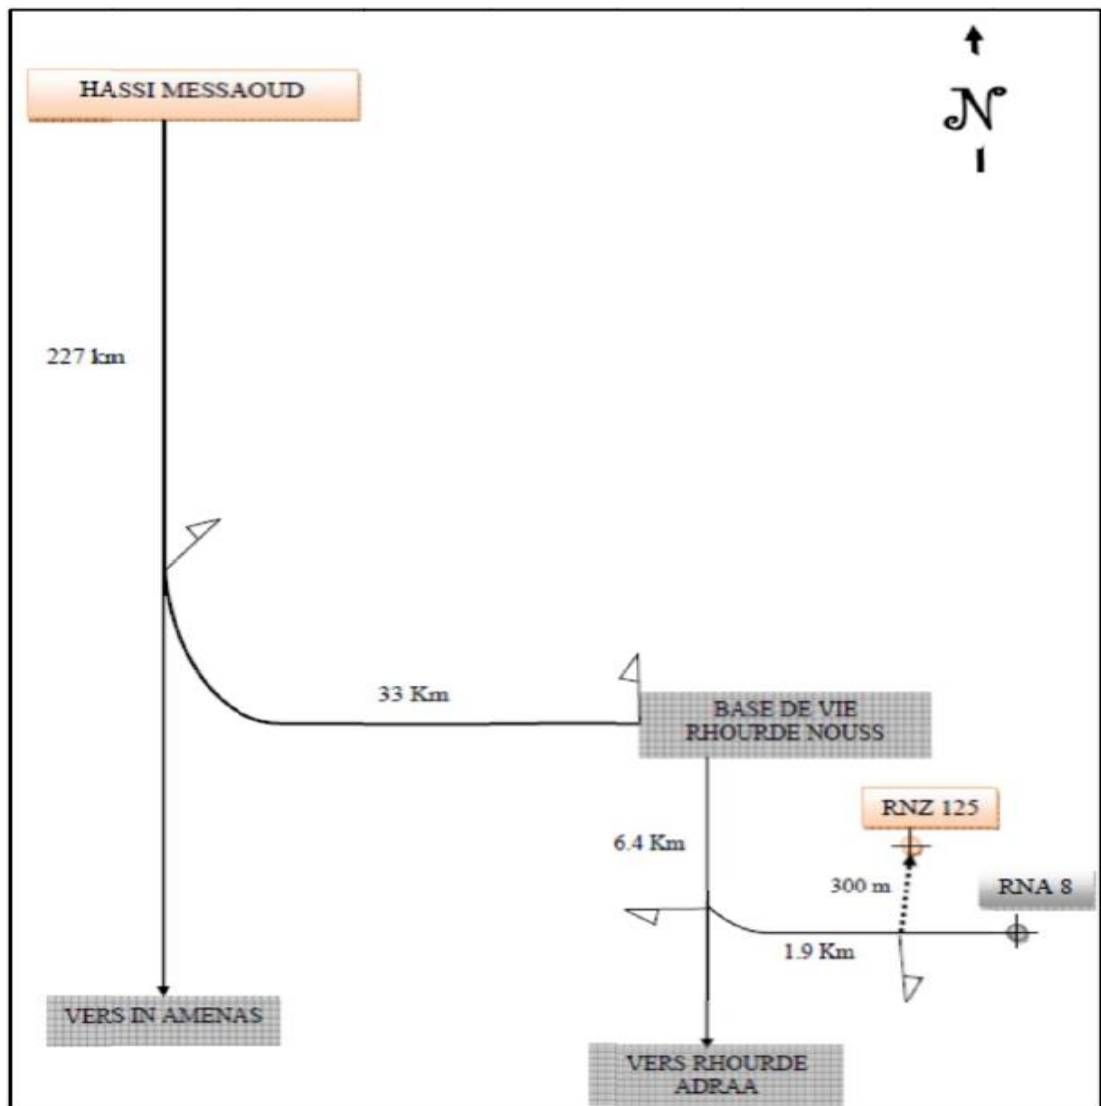 N
HASSI MESSAOUD
227 km
33 Km
BASE DE VIE
RHOURDE NOUSS
RNZ 125
6.4 Km
300 m
RNA 8
1.9 Km
VERS IN AMENAS
VERS RHOURDE
ADRAA